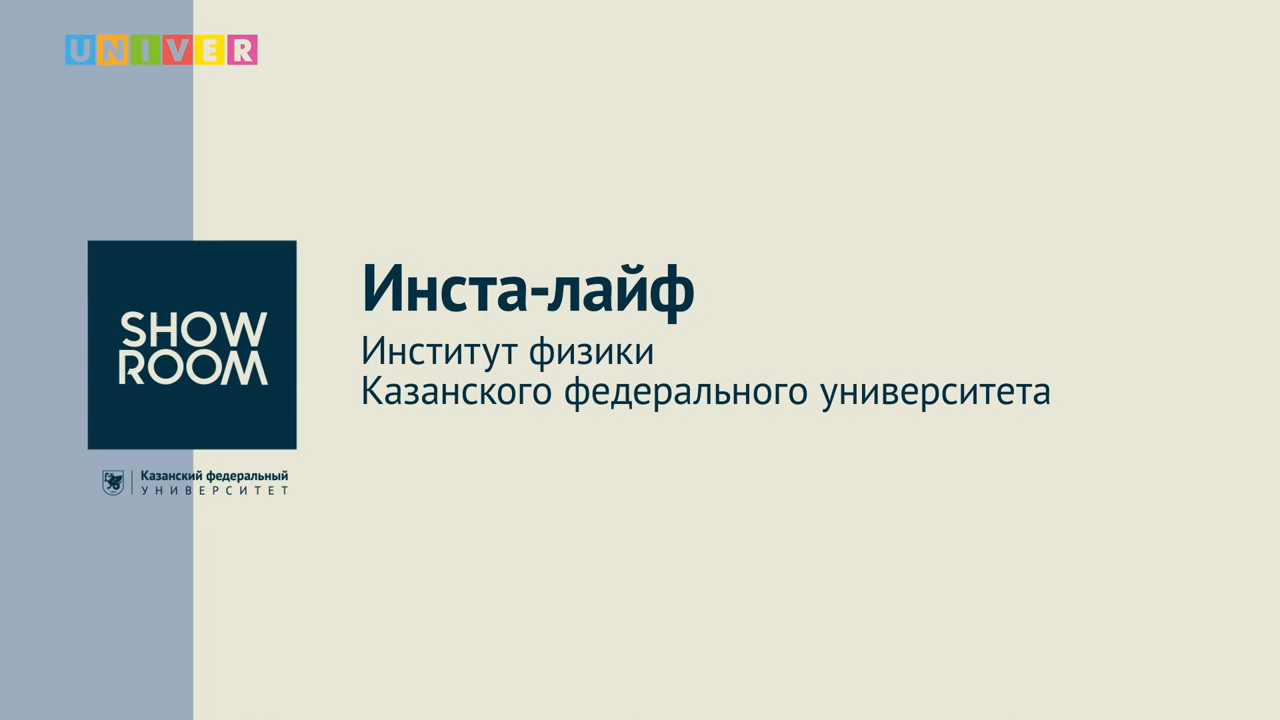 UNIVER
SHOW
ROOM
Инста-лайф
Институт физики
Казанского федерального университета
Казанский федеральный
УНИВЕРСИТЕТ